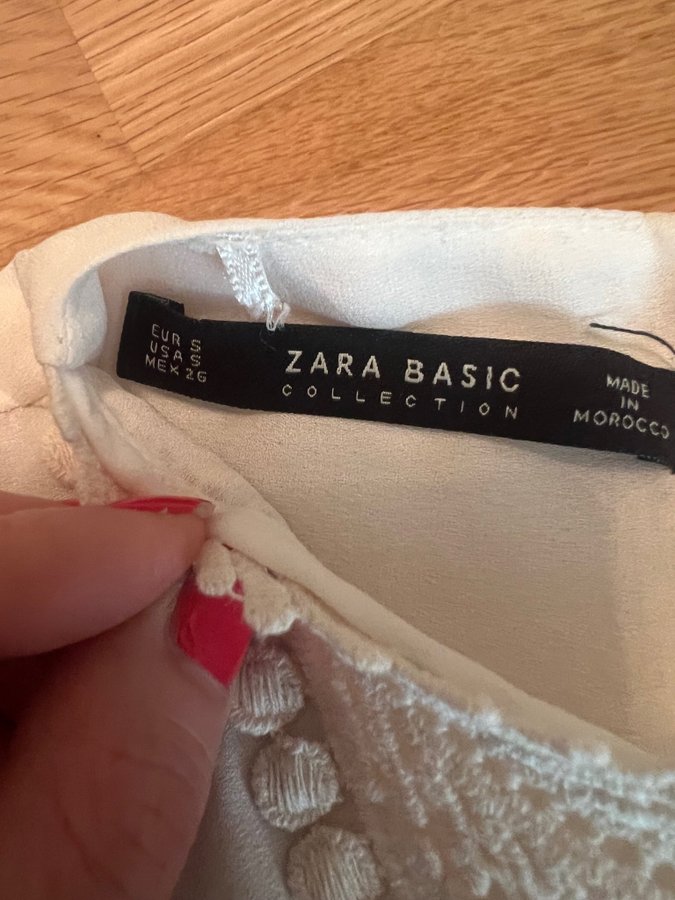 EUR S
USA S
MEX 26
ZARA BASIC
COLLECTION
MADE
IN
MOROCCO